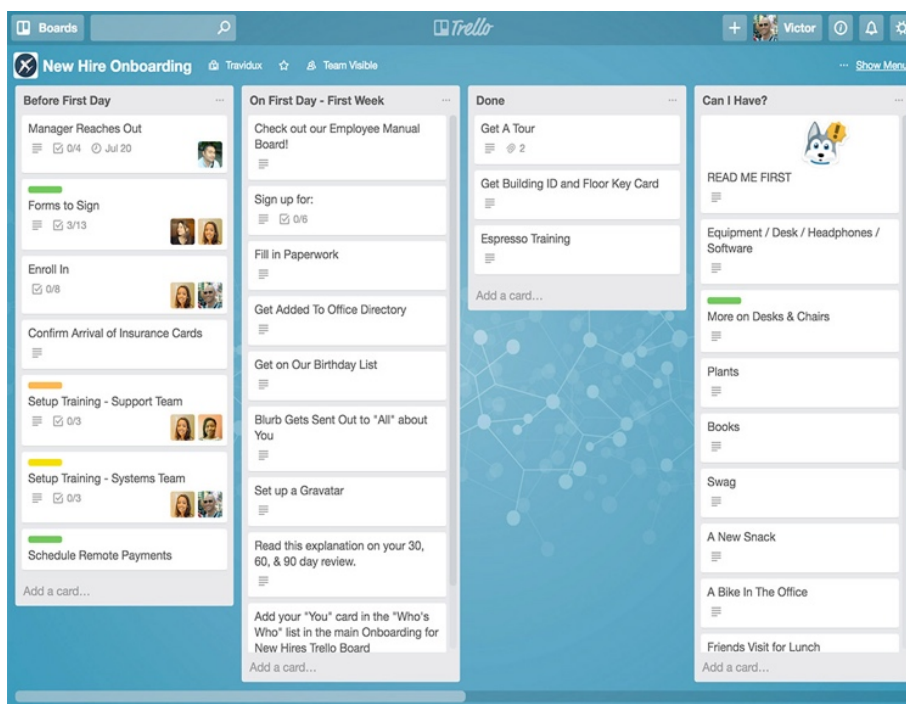 Boards
Trello
Victor
New Hire Onboarding
Travidux
Team Visible
Show Menu
Before First Day
Manager Reaches Out
0/4
Jul 20
Forms to Sign
3/13
Enroll In
0/8
Confirm Arrival of Insurance Cards
Setup Training - Support Team
0/3
Setup Training - Systems Team
0/3
Schedule Remote Payments
Add a card...
On First Day - First Week
Check out our Employee Manual
Board!
Sign up for:
0/6
Fill in Paperwork
Get Added To Office Directory
Get on Our Birthday List
Blurb Gets Sent Out to "All" about
You
Set up a Gravatar
Read this explanation on your 30,
60, & 90 day review.
Add your "You" card in the "Who's
Who" list in the main Onboarding for
New Hires Trello Board
Add a card...
Done
Get A Tour
2
Get Building ID and Floor Key Card
Espresso Training
Add a card...
Can I Have?
READ ME FIRST
Equipment / Desk / Headphones /
Software
More on Desks & Chairs
Plants
Books
Swag
A New Snack
A Bike In The Office
Friends Visit for Lunch
Add a card...